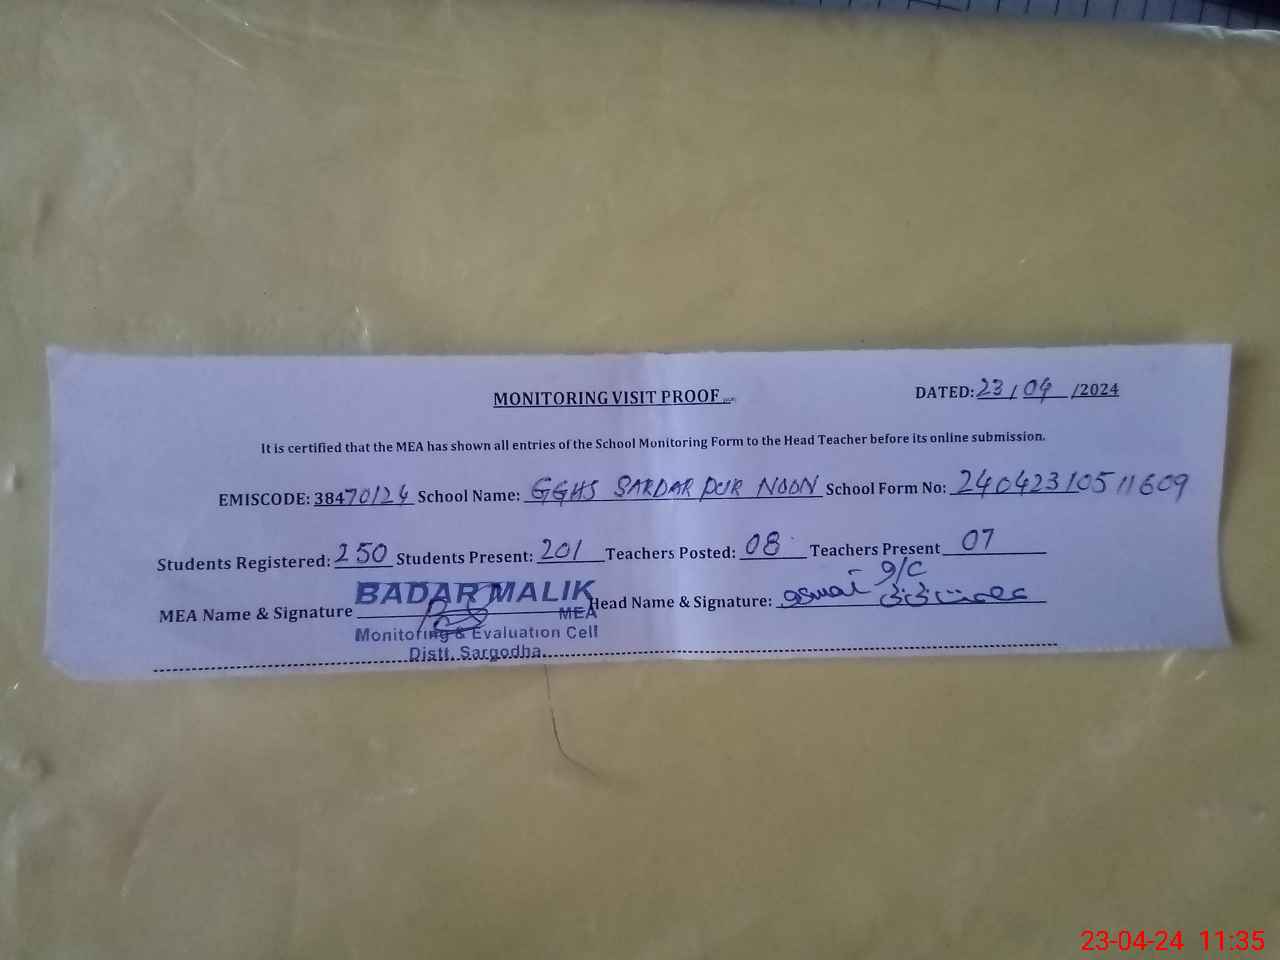 MONITORING VISIT PROOF
DATED: 23 / 04 /2024
It is certified that the MEA has shown all entries of the School Monitoring Form to the Head Teacher before its online submission.
EMISCODE: 38470124 School Name: GGHS SARDAR PUR NOON School Form No: 24042310511609
Students Registered: 250 Students Present: 201 Teachers Posted: 08 Teachers Present 07
MEA Name & Signature BADAR MALIK Head Name & Signature:
MEA
Monitoring & Evaluation Cell
Distt. Sargodha
23-04-24 11:35